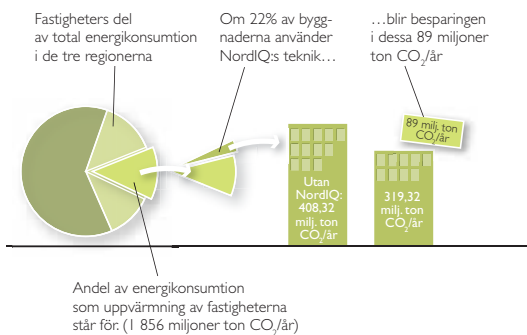 Fastigheters del
av total energikonsumtion
i de tre regionerna
Om 22% av bygg-
naderna använder
NordIQ:s teknik…
…blir besparingen
i dessa 89 miljoner
ton CO₂/år
89 milj. ton
CO₂/år
Utan
NordIQ:
408,32
milj. ton
CO₂/år
319,32
milj. ton
CO₂/år
Andel av energikonsumtion
som uppvärmning av fastigheterna
står för. (1 856 miljoner ton CO₂/år)